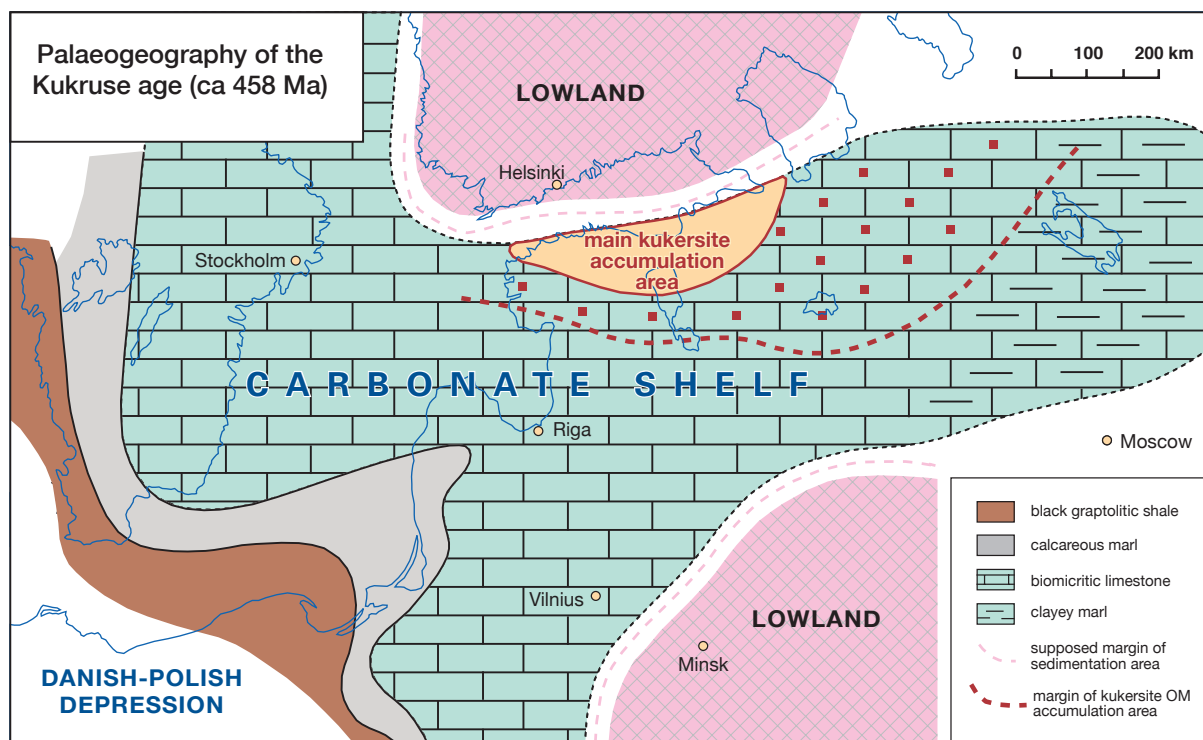 Palaeogeography of the
Kukruse age (ca 458 Ma)
0 100 200 km
LOWLAND
Helsinki
main kukersite
accumulation
area
Stockholm
CARBONATE SHELF
Riga
Moscow
Vilnius
LOWLAND
Minsk
DANISH-POLISH
DEPRESSION
black graptolitic shale
calcareous marl
biomicritic limestone
clayey marl
supposed margin of
sedimentation area
margin of kukersite OM
accumulation area